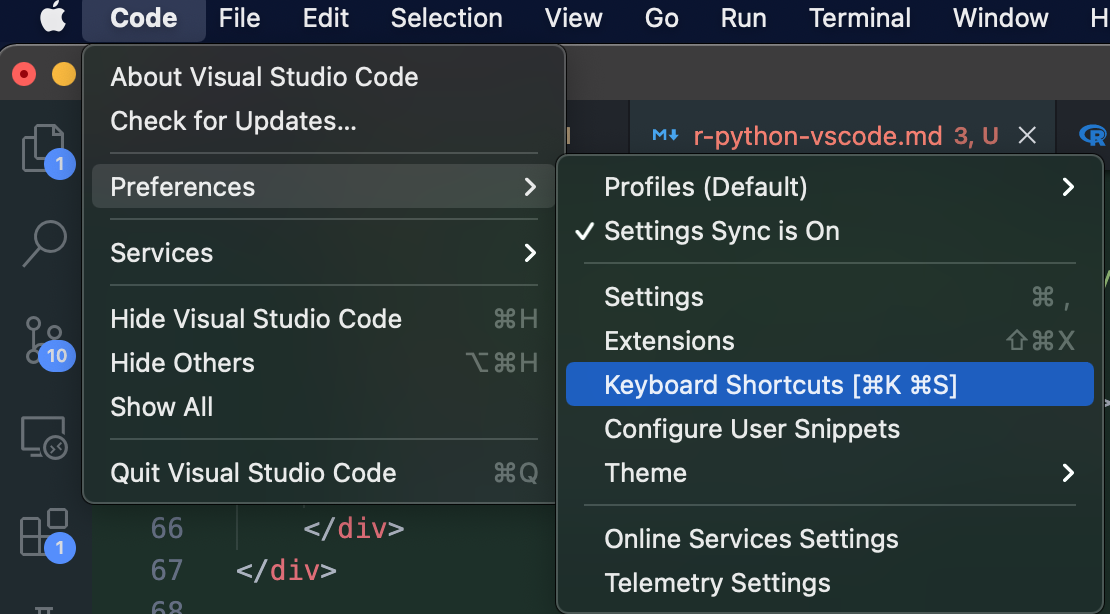 Code File Edit Selection View Go Run Terminal Window H
About Visual Studio Code
Check for Updates...
Preferences
Services
Hide Visual Studio Code ⌘H
Hide Others ⌥⌘H
Show All
Quit Visual Studio Code ⌘Q
r-python-vscode.md 3, U
Profiles (Default)
✓ Settings Sync is On
Settings ⌘ ,
Extensions ⇧⌘X
Keyboard Shortcuts [⌘K ⌘S]
Configure User Snippets
Theme
Online Services Settings
Telemetry Settings
1
10
1
66 </div>
67 </div>
68